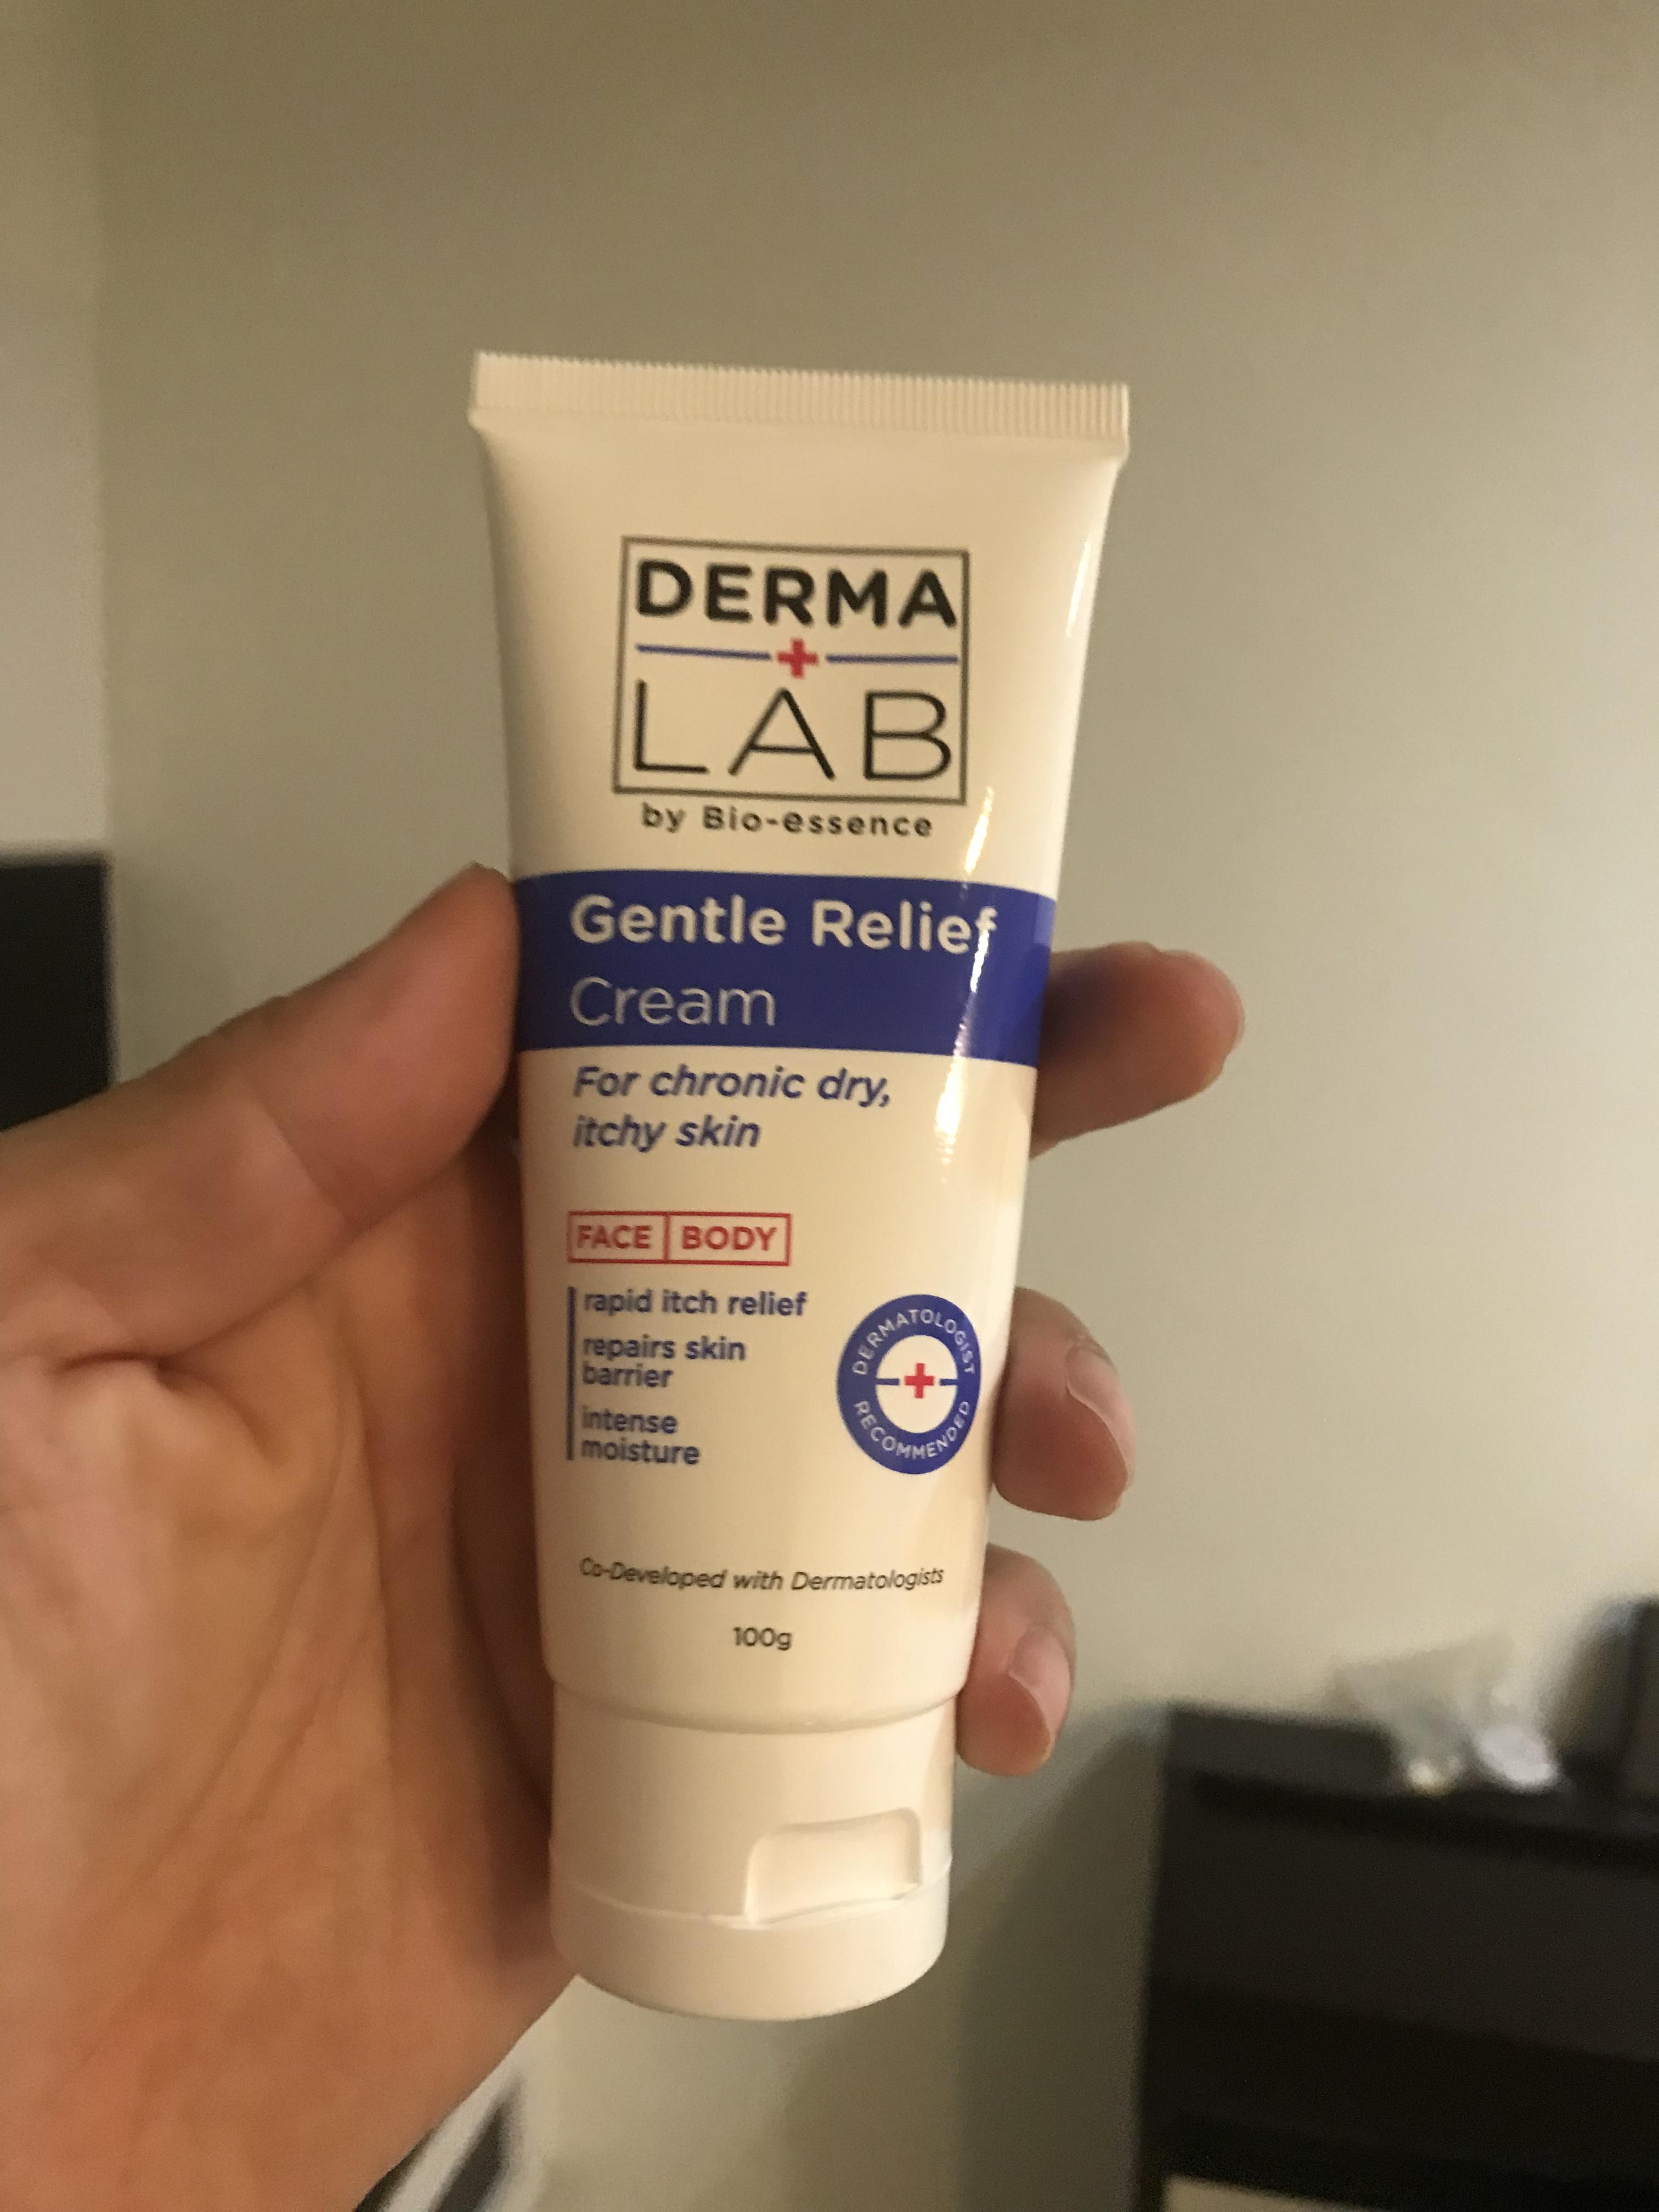 DERMA
LAB
by Bio-essence
Gentle Relief
Cream
For chronic dry,
itchy skin
FACE BODY
rapid itch relief
repairs skin
barrier
intense
moisture
DERMATOLOGIST
RECOMMENDED
Co-Developed with Dermatologists
100g